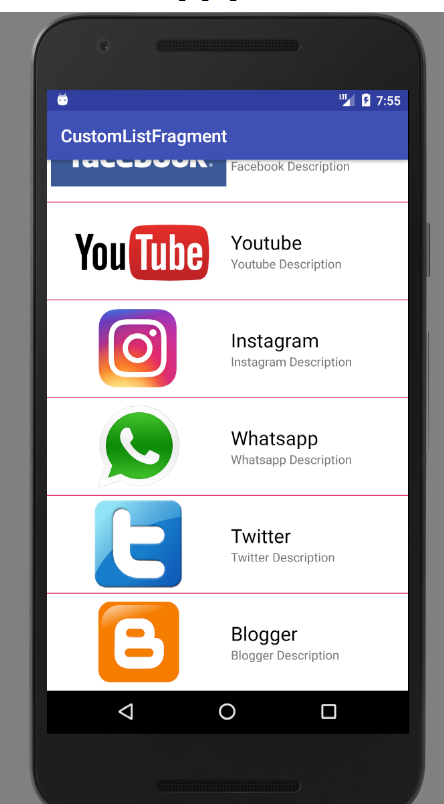 LTE 7:55
CustomListFragment
facebook.
Facebook Description
YouTube
Youtube
Youtube Description
Instagram
Instagram Description
Whatsapp
Whatsapp Description
Twitter
Twitter Description
Blogger
Blogger Description